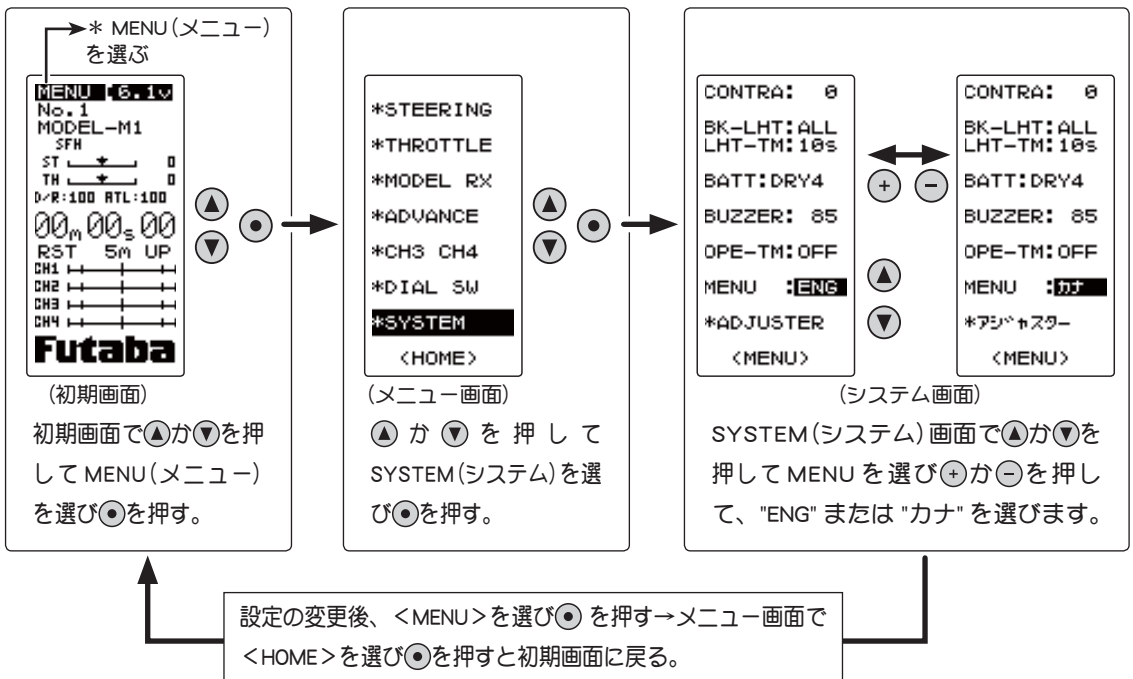 ＊ MENU（メニュー）
を選ぶ
MENU 6.1v
No.1
MODEL-M1
SFH
ST 0
TH 0
D/R:100 ATL:100
00m00s00
RST 5m UP
CH1
CH2
CH3
CH4
Futaba
（初期画面）
初期画面で▲か▼を押
して MENU（メニュー）
を選び●を押す。
*STEERING
*THROTTLE
*MODEL RX
*ADVANCE
*CH3 CH4
*DIAL SW
*SYSTEM
<HOME>
（メニュー画面）
▲ か ▼ を 押 し て
SYSTEM（システム）を選
び●を押す。
CONTRA: 0
BK-LHT:ALL
LHT-TM:10s
BATT:DRY4
BUZZER: 85
OPE-TM:OFF
MENU :ENG
*ADJUSTER
<MENU>
+ -
CONTRA: 0
BK-LHT:ALL
LHT-TM:10s
BATT:DRY4
BUZZER: 85
OPE-TM:OFF
MENU :カナ
*アジャスター
<MENU>
（システム画面）
SYSTEM（システム）画面で▲か▼を
押して MENU を選び+か-を押し
て、"ENG" または "カナ" を選びます。
設定の変更後、＜MENU＞を選び● を押す→メニュー画面で
＜HOME＞を選び●を押すと初期画面に戻る。